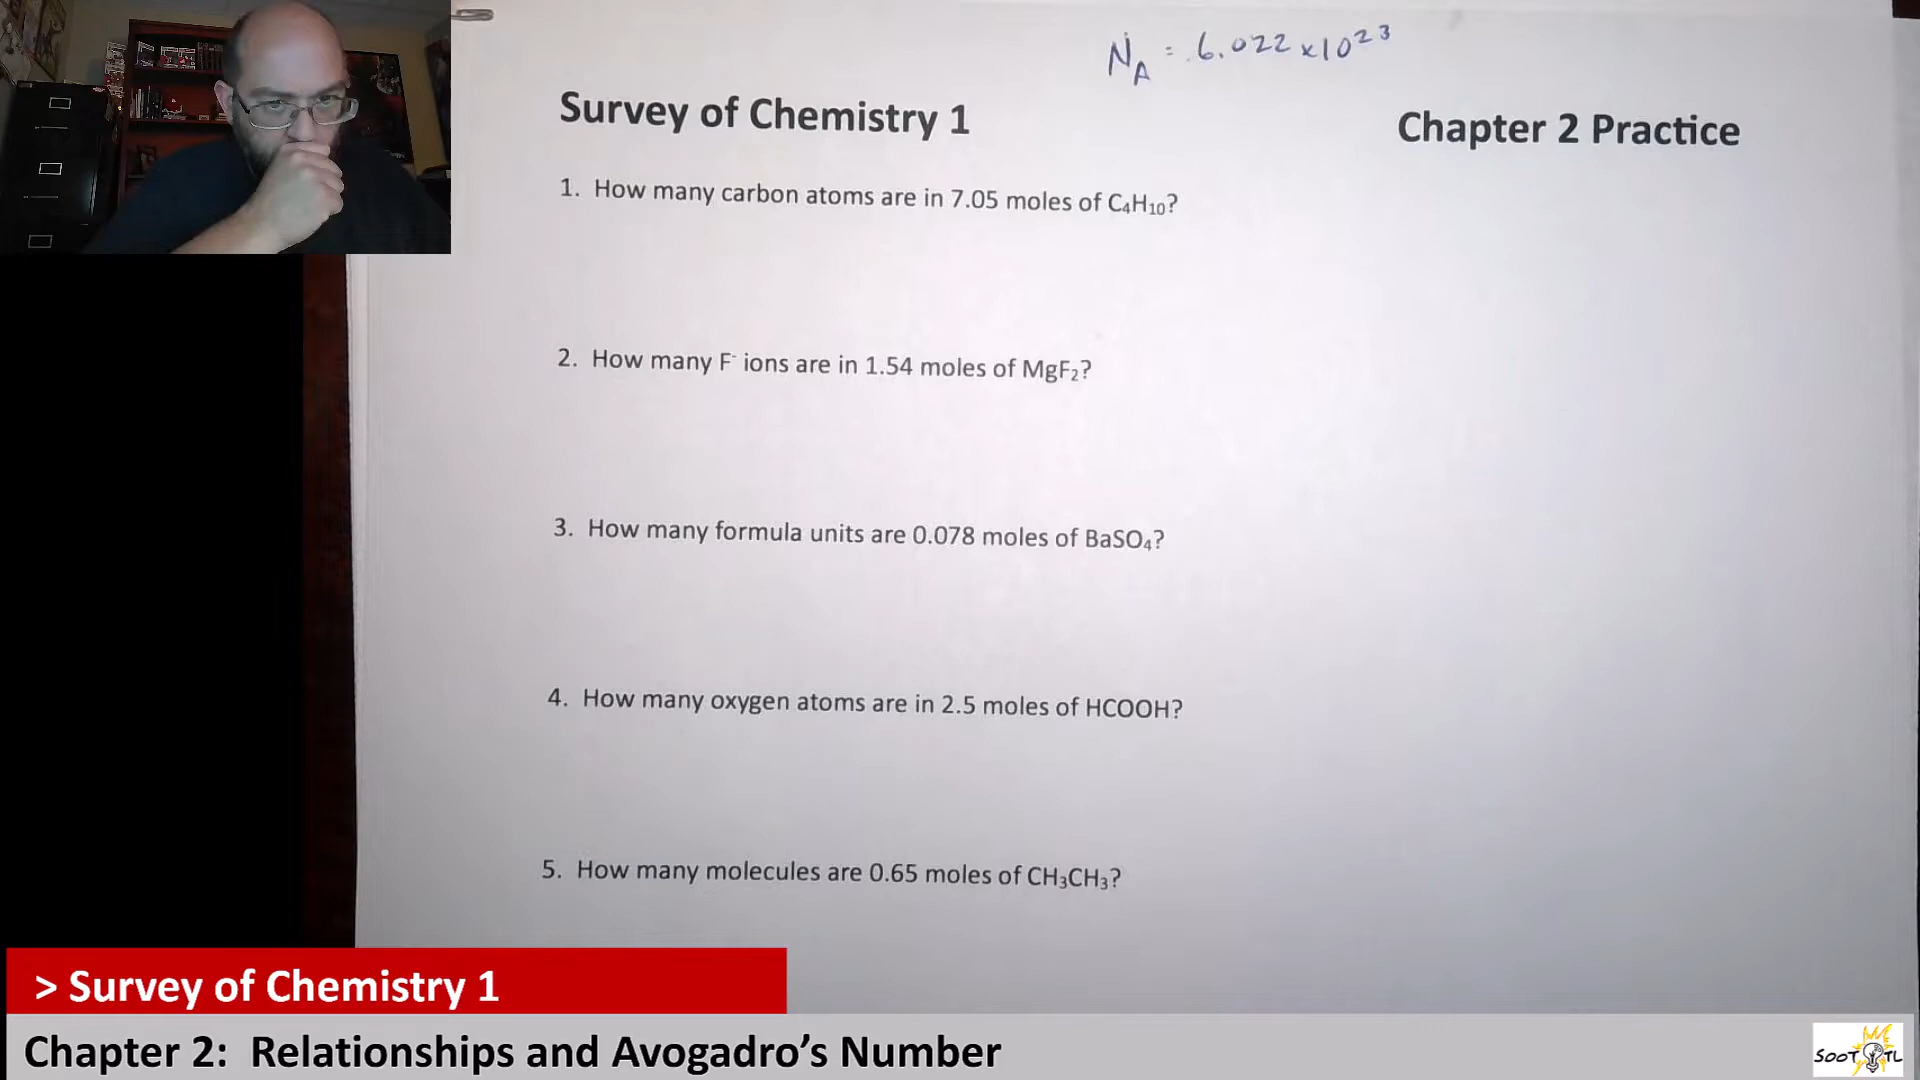 N_A = 6.022 x 10²³
Survey of Chemistry 1
Chapter 2 Practice
1. How many carbon atoms are in 7.05 moles of C₄H₁₀?
2. How many F⁻ ions are in 1.54 moles of MgF₂?
3. How many formula units are 0.078 moles of BaSO₄?
4. How many oxygen atoms are in 2.5 moles of HCOOH?
5. How many molecules are 0.65 moles of CH₃CH₃?
> Survey of Chemistry 1
Chapter 2: Relationships and Avogadro’s Number
SOOTTL